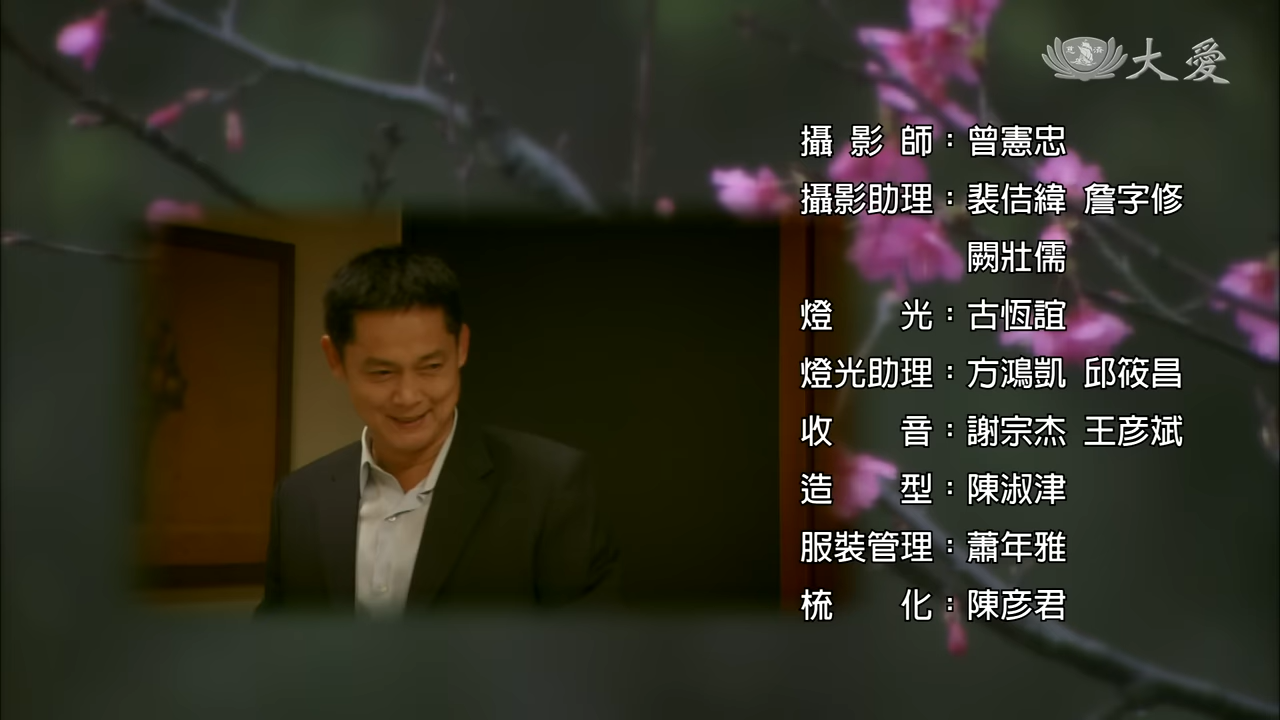 慈濟 大愛
攝影師：曾憲忠
攝影助理：裴佶緯 詹字修
闕壯儒
燈光：古恆誼
燈光助理：方鴻凱 邱筱昌
收音：謝宗杰 王彥斌
造型：陳淑津
服裝管理：蕭年雅
梳化：陳彥君